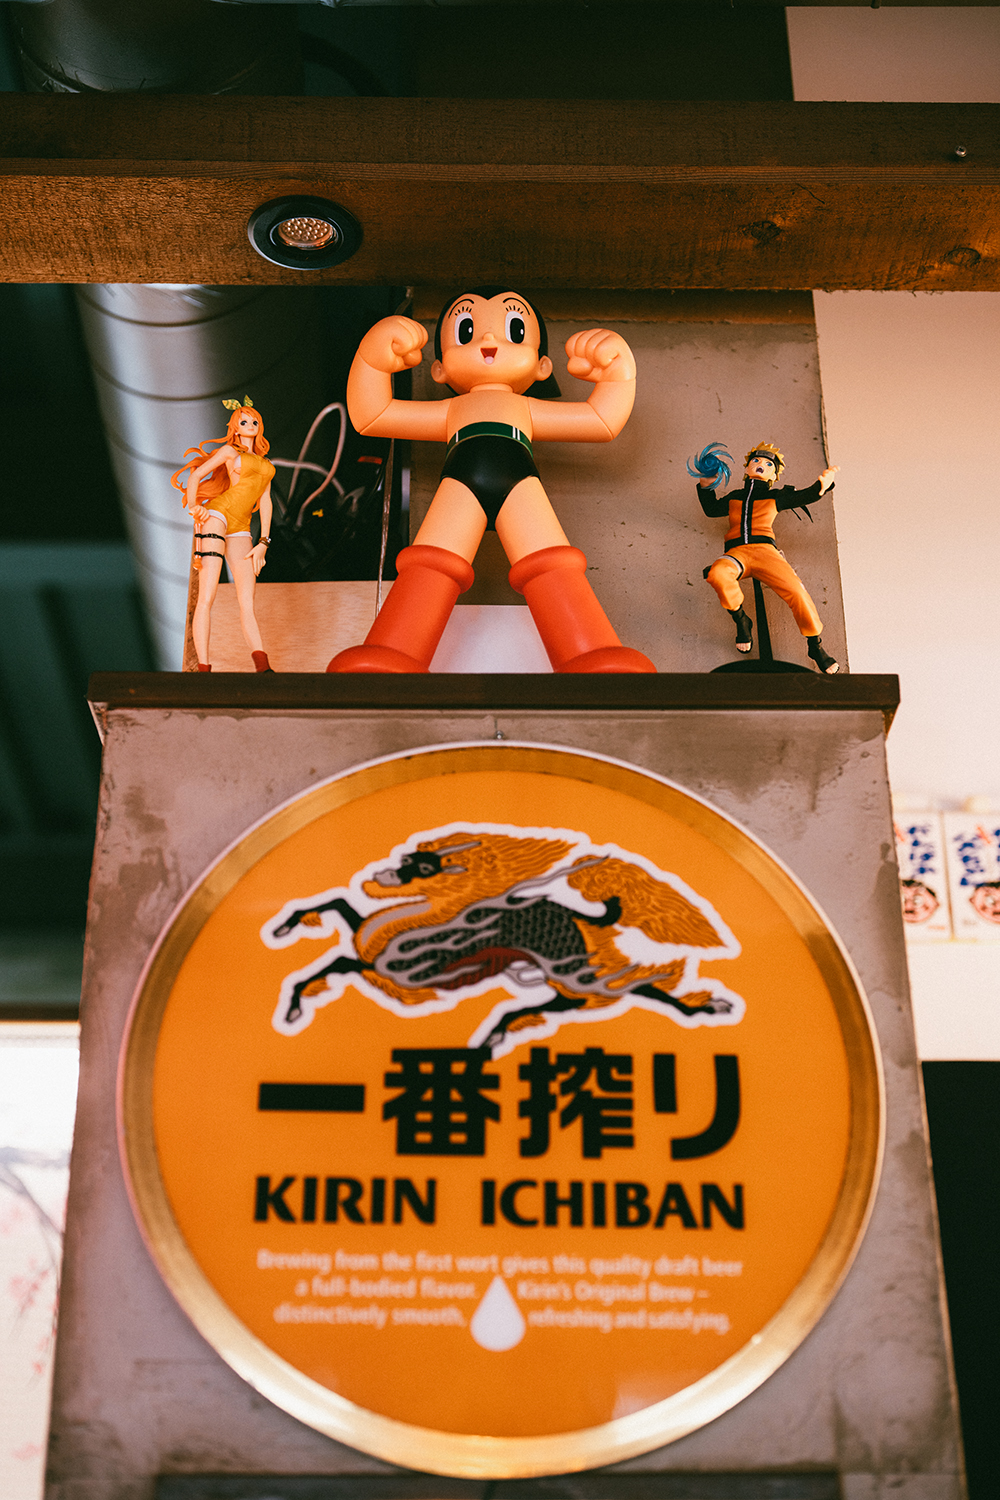 一番搾り
KIRIN ICHIBAN
Brewing from the first wort gives this quality draft beer
a full-bodied flavor. Kirin's Original Brew –
distinctively smooth, refreshing and satisfying.